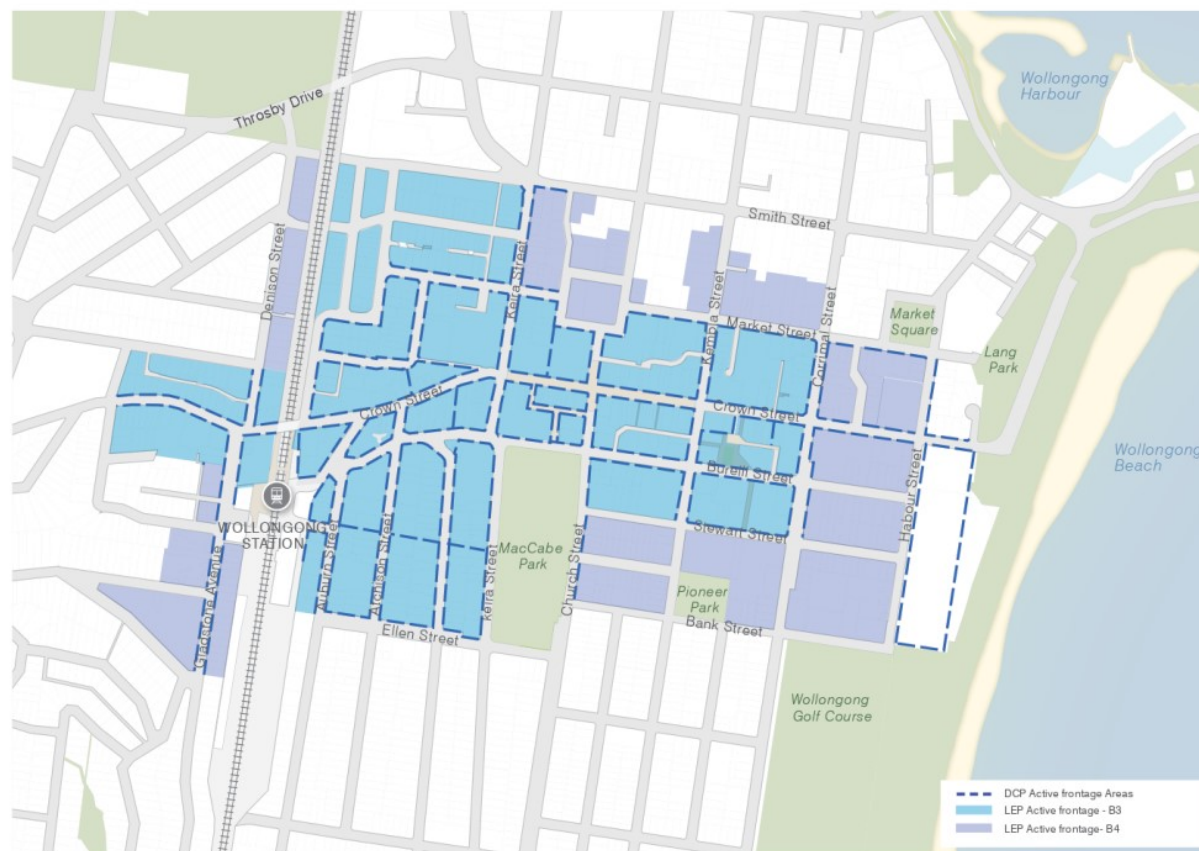 Wollongong
Harbour
Throsby Drive
Smith Street
Denison Street
Keira Street
Kembla Street
Market Street
Corrimal Street
Market
Square
Lang
Park
Crown Street
Crown Street
Wollongong
Beach
Burelli Street
Habour Street
WOLLONGONG
STATION
Stewart Street
Auburn Street
Atchison Street
keira Street
MacCabe
Park
Church Street
Gladstone Avenue
Pioneer
Park
Bank Street
Ellen Street
Wollongong
Golf Course
DCP Active frontage Areas
LEP Active frontage - B3
LEP Active frontage- B4